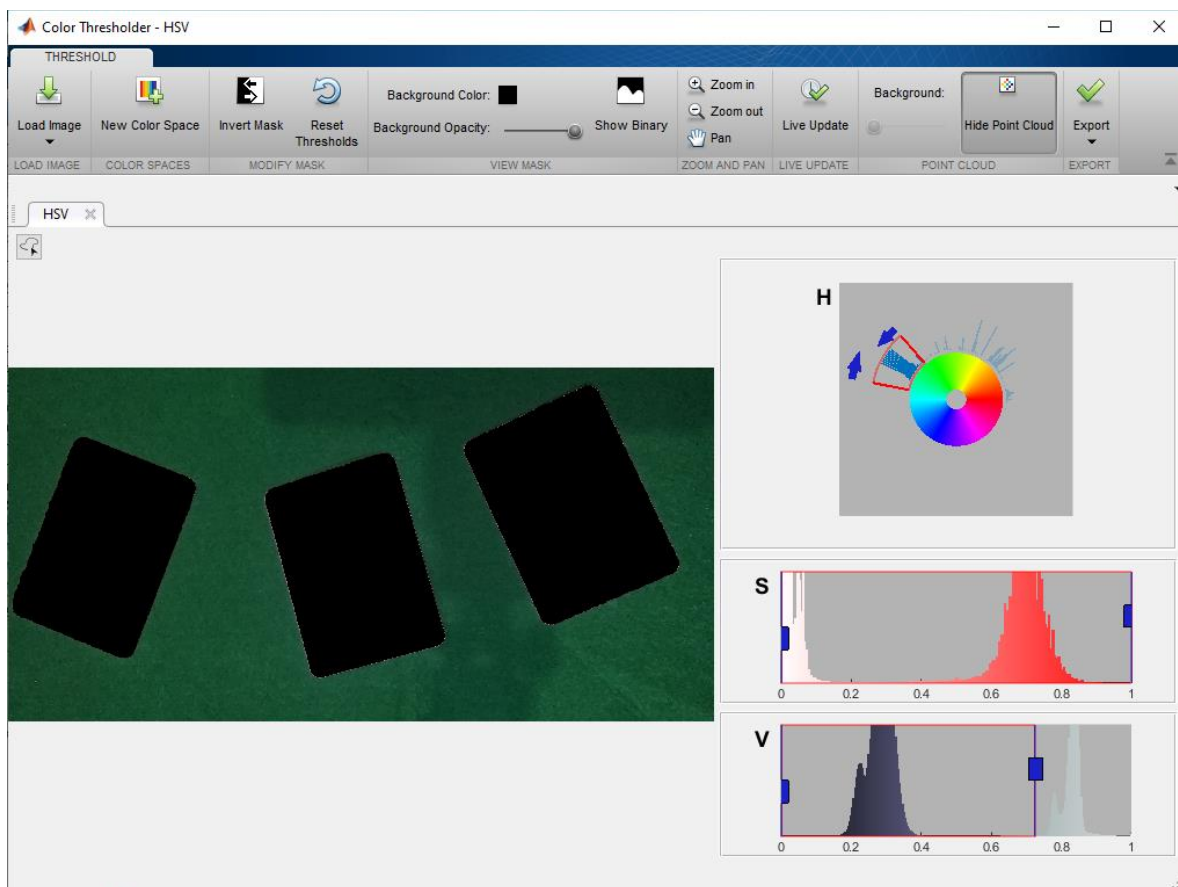 Color Thresholder - HSV
THRESHOLD
Load Image
New Color Space
Invert Mask
Reset
Thresholds
Background Color:
Background Opacity:
Show Binary
Zoom in
Zoom out
Pan
Live Update
Background:
Hide Point Cloud
Export
LOAD IMAGE
COLOR SPACES
MODIFY MASK
VIEW MASK
ZOOM AND PAN
LIVE UPDATE
POINT CLOUD
EXPORT
HSV
H
S
0 0.2 0.4 0.6 0.8 1
V
0 0.2 0.4 0.6 0.8 1